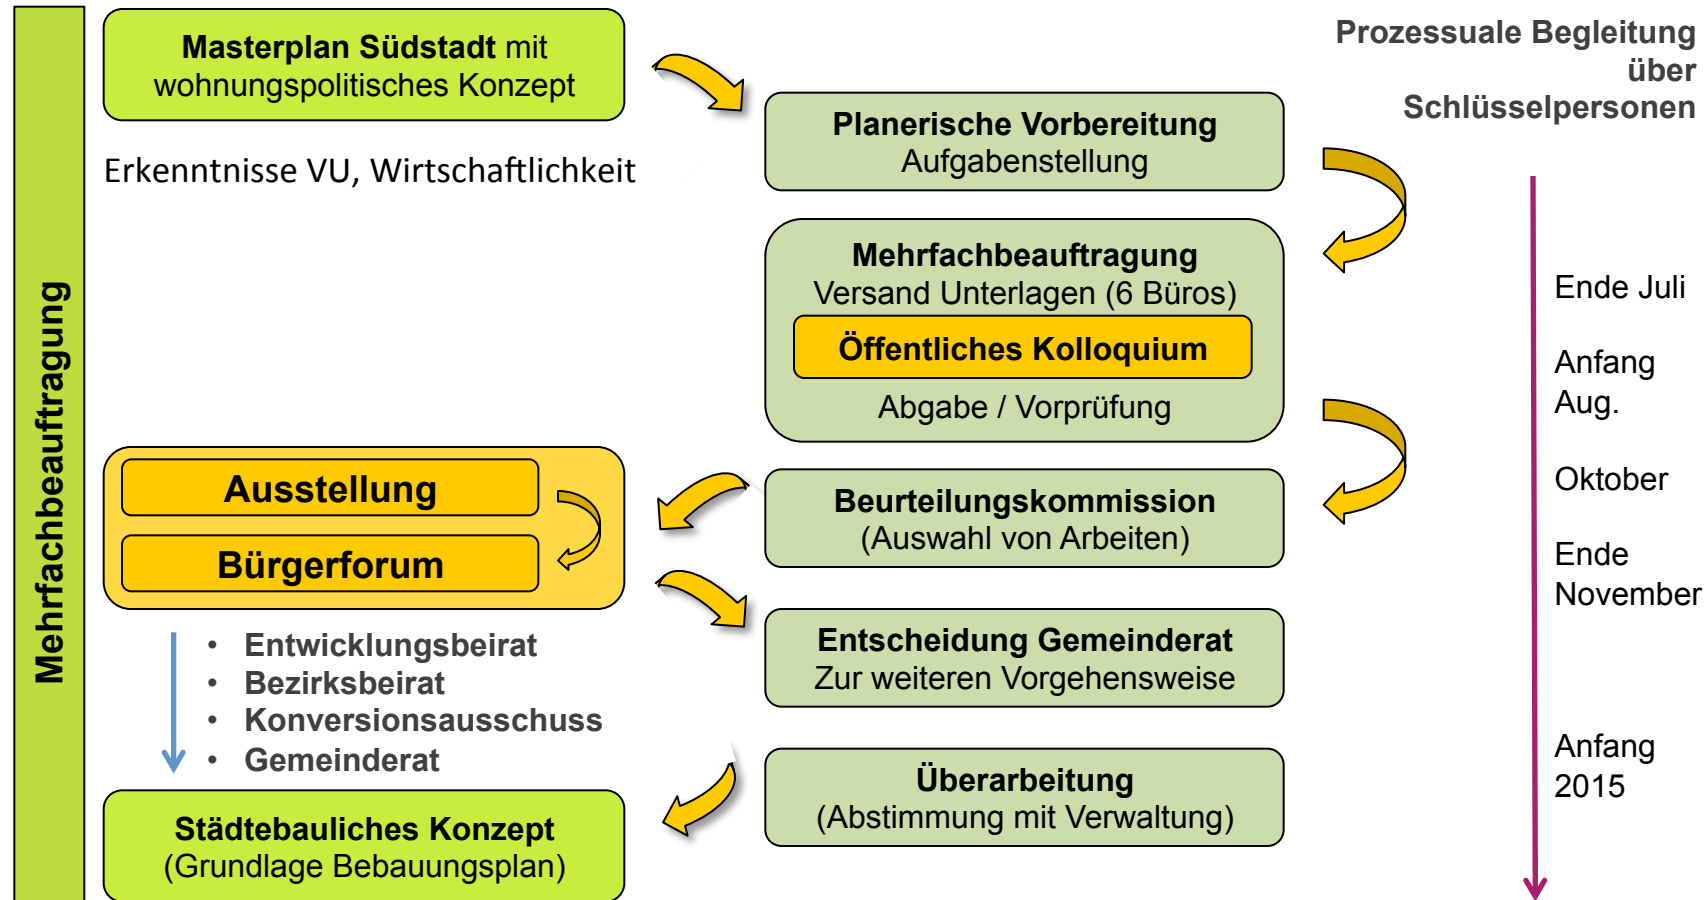 Mehrfachbeauftragung
Masterplan Südstadt mit
wohnungspolitisches Konzept
Erkenntnisse VU, Wirtschaftlichkeit
Planerische Vorbereitung
Aufgabenstellung
Mehrfachbeauftragung
Versand Unterlagen (6 Büros)
Öffentliches Kolloquium
Abgabe / Vorprüfung
Beurteilungskommission
(Auswahl von Arbeiten)
Ausstellung
Bürgerforum
Entscheidung Gemeinderat
Zur weiteren Vorgehensweise
• Entwicklungsbeirat
• Bezirksbeirat
• Konversionsausschuss
• Gemeinderat
Überarbeitung
(Abstimmung mit Verwaltung)
Städtebauliches Konzept
(Grundlage Bebauungsplan)
Prozessuale Begleitung
über
Schlüsselpersonen
Ende Juli
Anfang
Aug.
Oktober
Ende
November
Anfang
2015